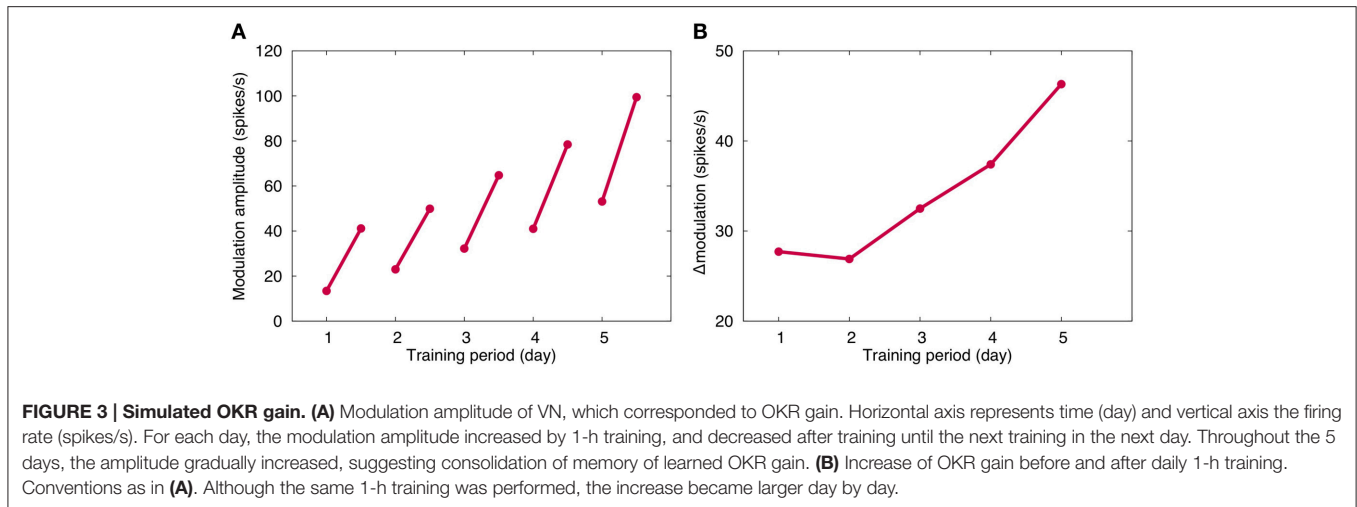 A
B
120
100
80
60
40
20
0
Modulation amplitude (spikes/s)
1 2 3 4 5
Training period (day)
50
40
30
20
Δmodulation (spikes/s)
1 2 3 4 5
Training period (day)
FIGURE 3 | Simulated OKR gain. (A) Modulation amplitude of VN, which corresponded to OKR gain. Horizontal axis represents time (day) and vertical axis the firing
rate (spikes/s). For each day, the modulation amplitude increased by 1-h training, and decreased after training until the next training in the next day. Throughout the 5
days, the amplitude gradually increased, suggesting consolidation of memory of learned OKR gain. (B) Increase of OKR gain before and after daily 1-h training.
Conventions as in (A). Although the same 1-h training was performed, the increase became larger day by day.